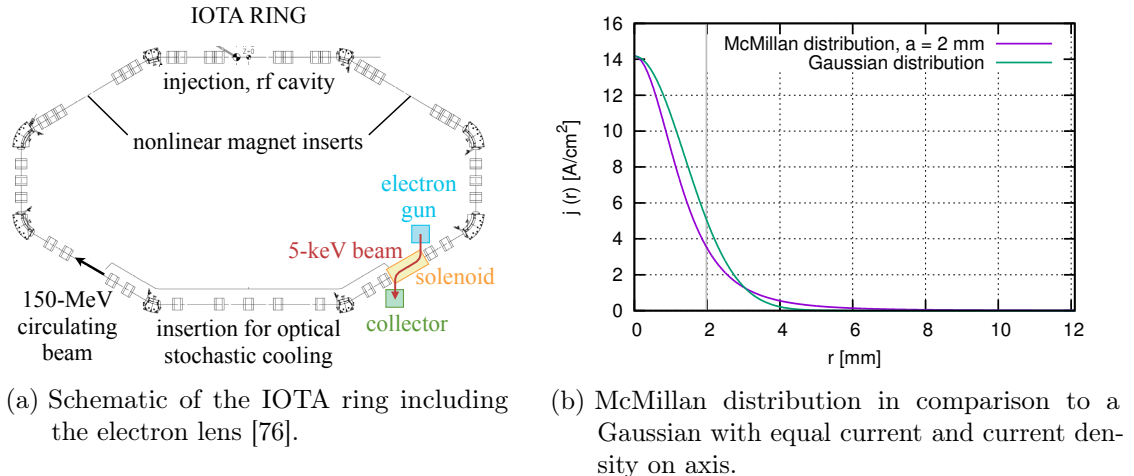 IOTA RING
injection, rf cavity
nonlinear magnet inserts
electron
gun
5-keV beam
solenoid
150-MeV
circulating
beam
insertion for optical
stochastic cooling
collector
(a) Schematic of the IOTA ring including
the electron lens [76].
16
14
12
10
8
6
4
2
0
j (r) [A/cm²]
McMillan distribution, a = 2 mm
Gaussian distribution
0 2 4 6 8 10 12
r [mm]
(b) McMillan distribution in comparison to a
Gaussian with equal current and current den-
sity on axis.